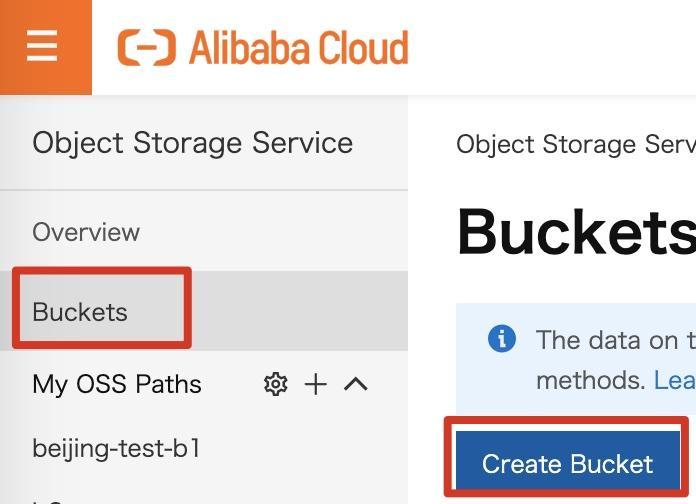 Alibaba Cloud
Object Storage Service
Overview
Buckets
My OSS Paths
beijing-test-b1
Object Storage Serv
Buckets
The data on t
methods. Lea
Create Bucket